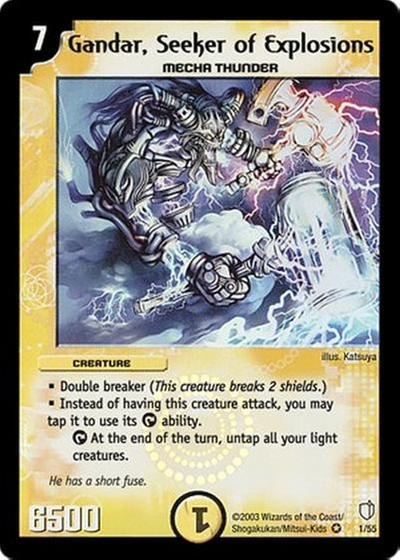 7 Gandar, Seeker of Explosions
MECHA THUNDER
illus. Katsuya
CREATURE
▪ Double breaker (This creature breaks 2 shields.)
▪ Instead of having this creature attack, you may
tap it to use its ability.
At the end of the turn, untap all your light
creatures.
He has a short fuse.
6500
1
©2003 Wizards of the Coast/
Shogakukan/Mitsui-Kids
1/55